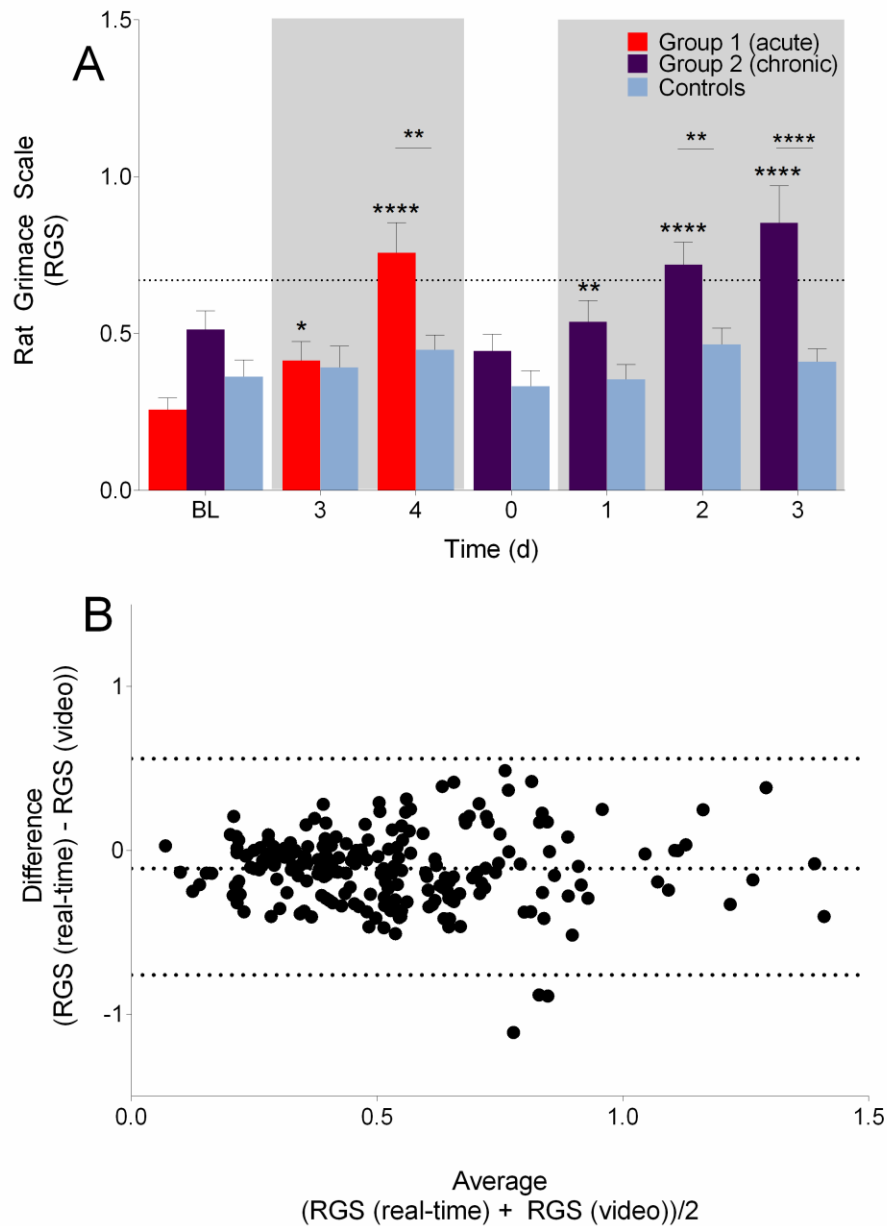 A
Rat Grimace Scale
(RGS)
1.5
1.0
0.5
0.0
Group 1 (acute)
Group 2 (chronic)
Controls
*
****
**
**
****
**
****
****
BL
3
4
0
1
2
3
Time (d)
B
Difference
(RGS (real-time) - RGS (video))
1
0
-1
0.0
0.5
1.0
1.5
Average
(RGS (real-time) + RGS (video))/2